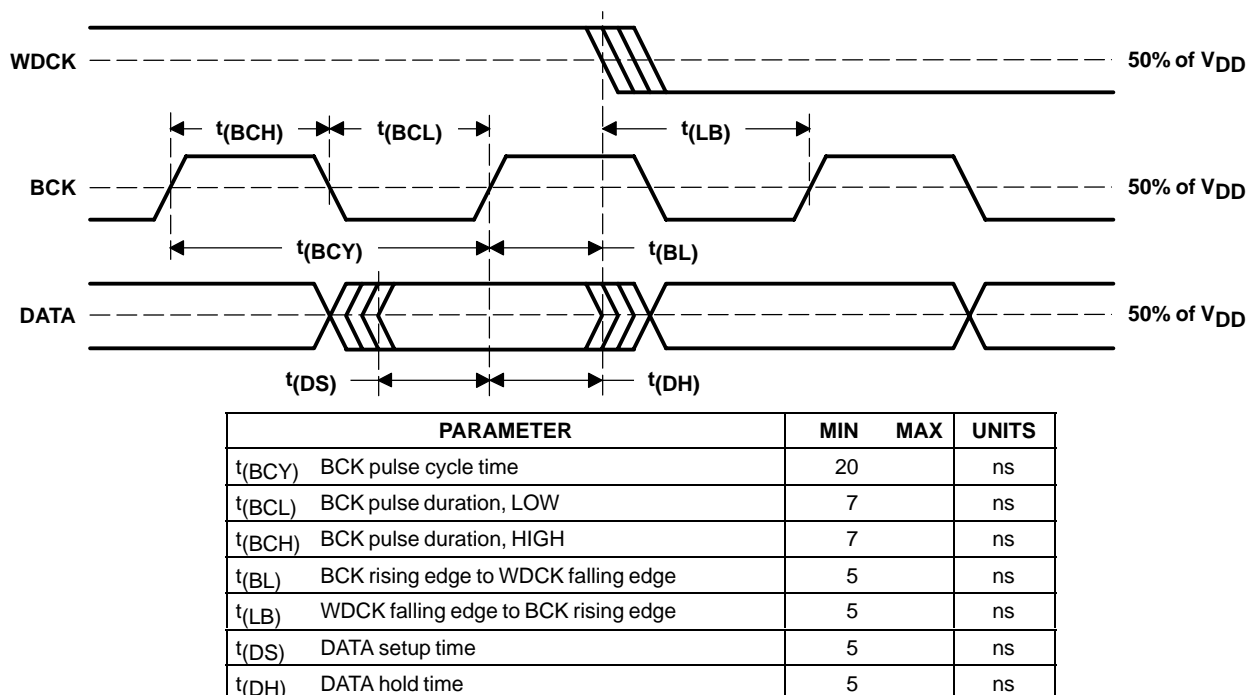 WDCK
50% of VDD
t(BCH)
t(BCL)
t(LB)
BCK
50% of VDD
t(BCY)
t(BL)
DATA
50% of VDD
t(DS)
t(DH)
PARAMETER MIN MAX UNITS
t(BCY) BCK pulse cycle time 20 ns
t(BCL) BCK pulse duration, LOW 7 ns
t(BCH) BCK pulse duration, HIGH 7 ns
t(BL) BCK rising edge to WDCK falling edge 5 ns
t(LB) WDCK falling edge to BCK rising edge 5 ns
t(DS) DATA setup time 5 ns
t(DH) DATA hold time 5 ns